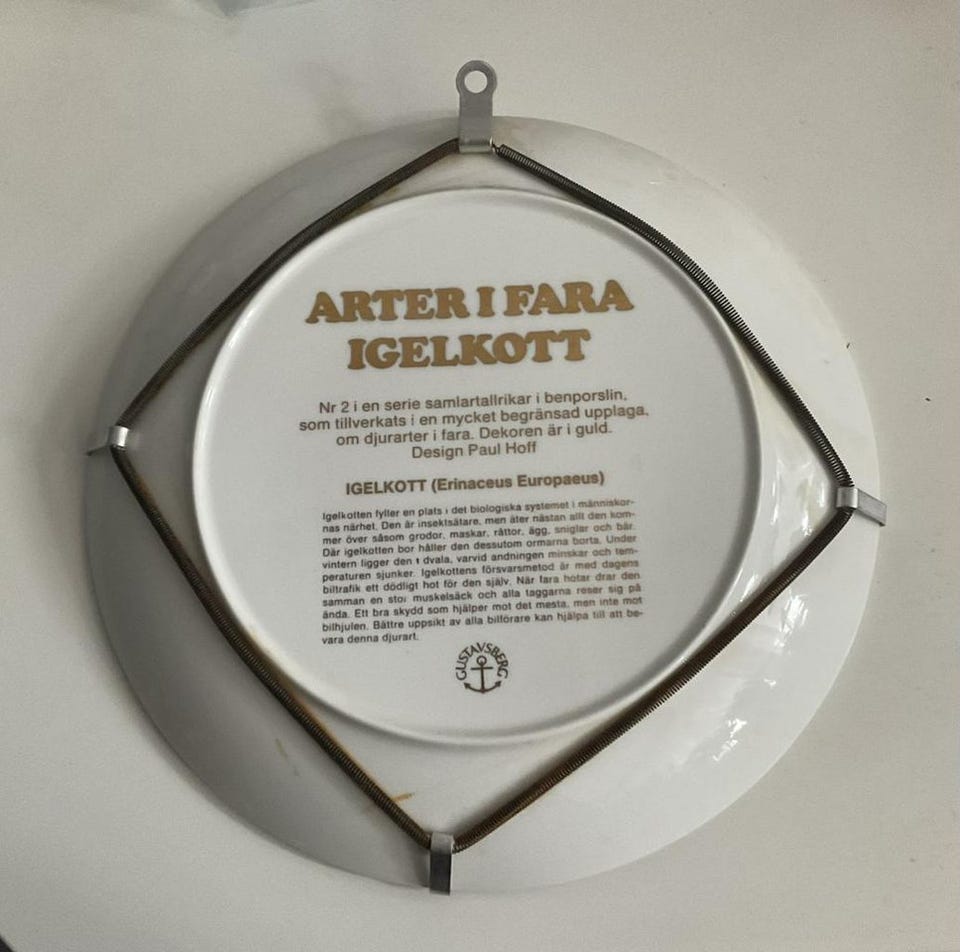 ARTER I FARA
IGELKOTT
Nr 2 i en serie samlartallrikar i benporslin,
som tillverkats i en mycket begränsad upplaga,
om djurarter i fara. Dekoren är i guld.
Design Paul Hoff
IGELKOTT (Erinaceus Europaeus)
Igelkotten fyller en plats i det biologiska systemet i människor-
nas närhet. Den är insektsätare, men äter nästan allt den kom-
mer över såsom grodor, maskar, råttor, ägg, sniglar och bär.
Där igelkotten bor håller den dessutom ormarna borta. Under
vintern ligger den i dvala, varvid andningen minskar och tem-
peraturen sjunker. Igelkottens försvarsmetod är med dagens
biltrafik ett dödligt hot för den själv. När fara hotar drar den
samman en stor muskelsäck och alla taggarna reser sig på
ända. Ett bra skydd som hjälper mot det mesta, men inte mot
bilhjulen. Bättre uppsikt av alla bilförare kan hjälpa till att be-
vara denna djurart.
GUSTAVSBERG